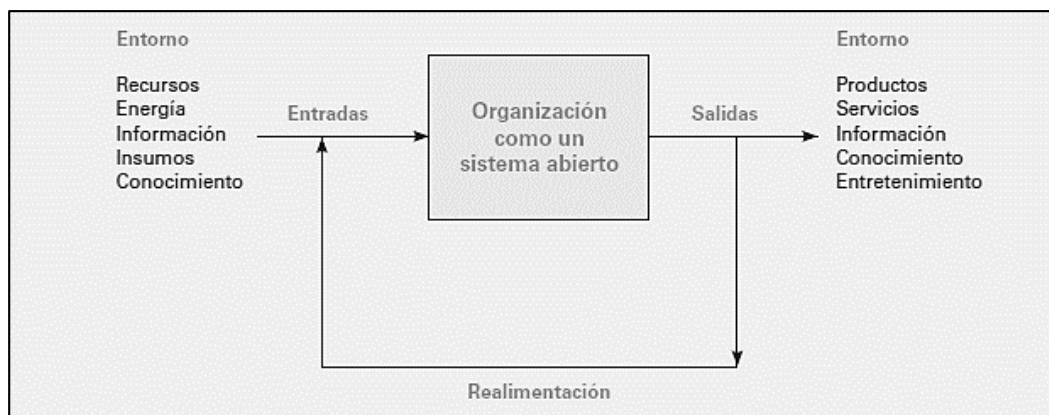 Entorno
Recursos
Energía
Información
Insumos
Conocimiento
Entradas
Organización
como un
sistema abierto
Salidas
Entorno
Productos
Servicios
Información
Conocimiento
Entretenimiento
Realimentación